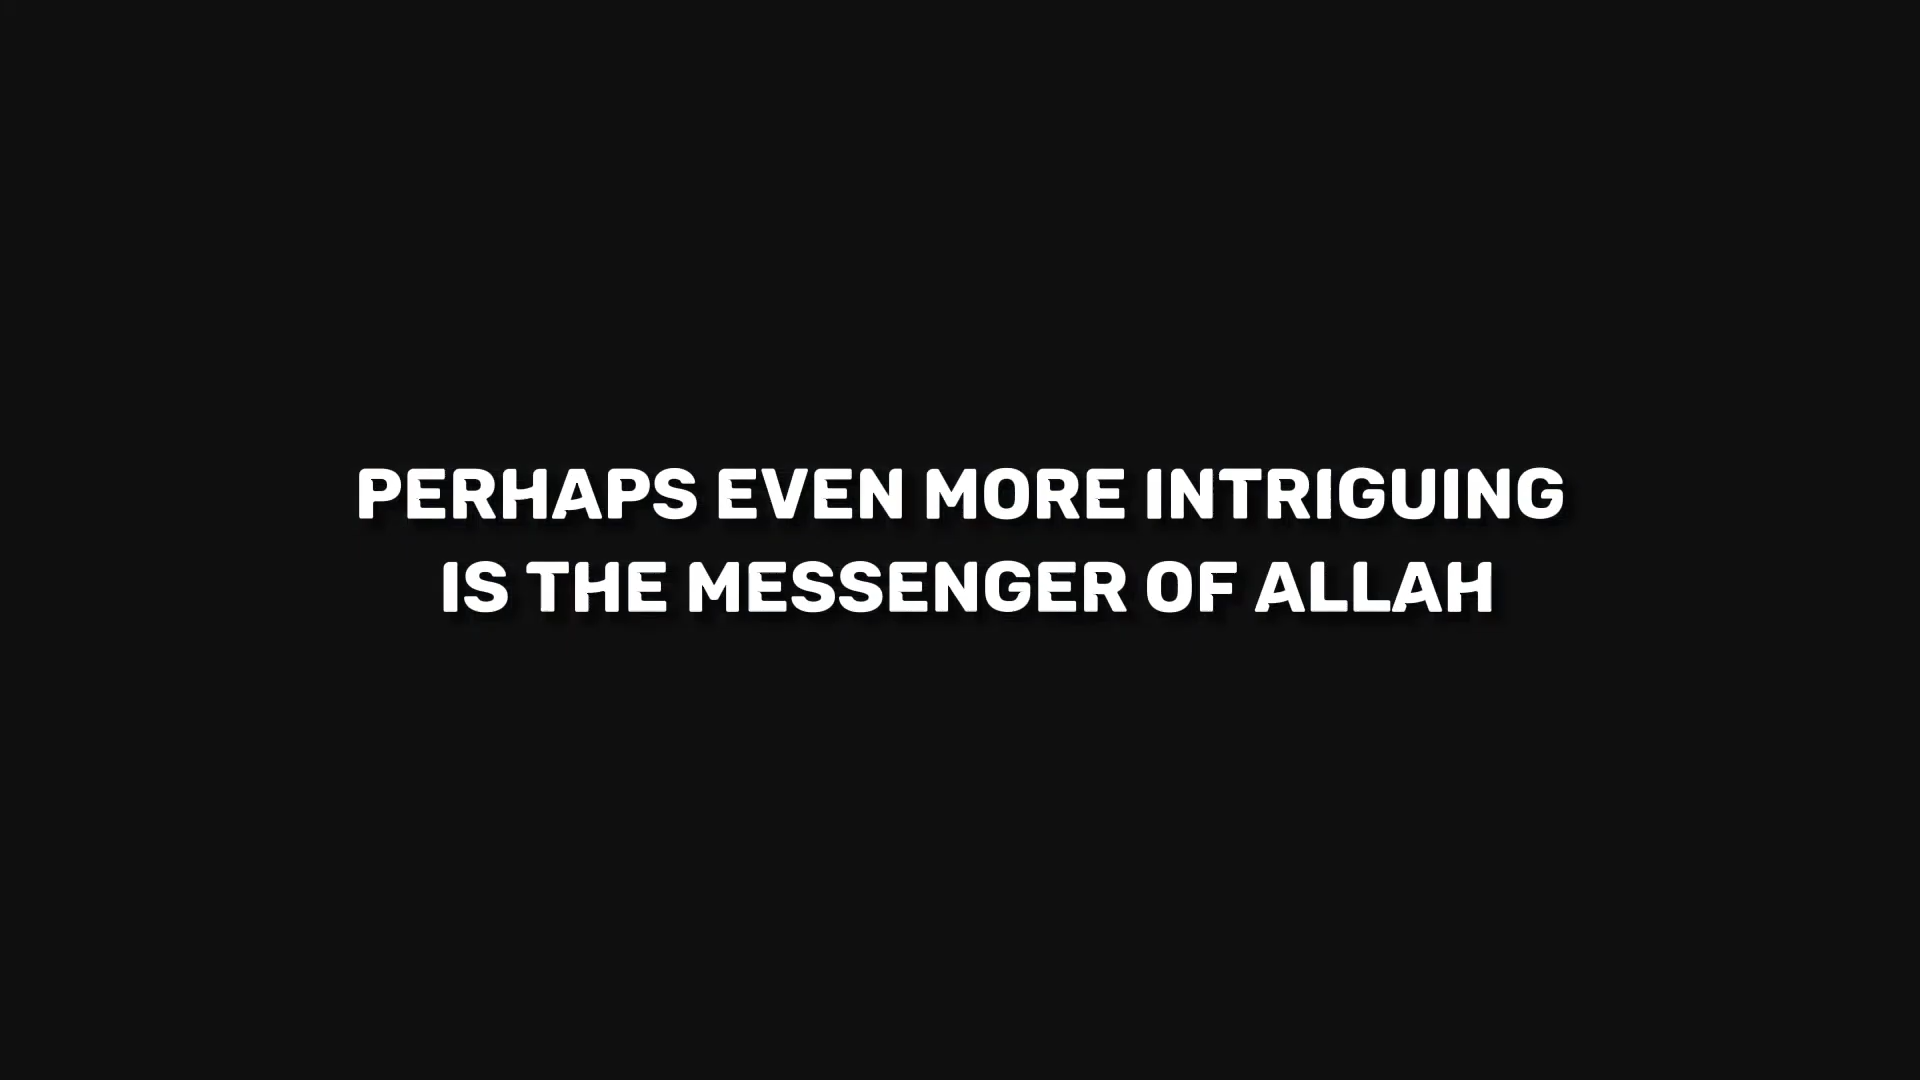 PERHAPS EVEN MORE INTRIGUING
IS THE MESSENGER OF ALLAH